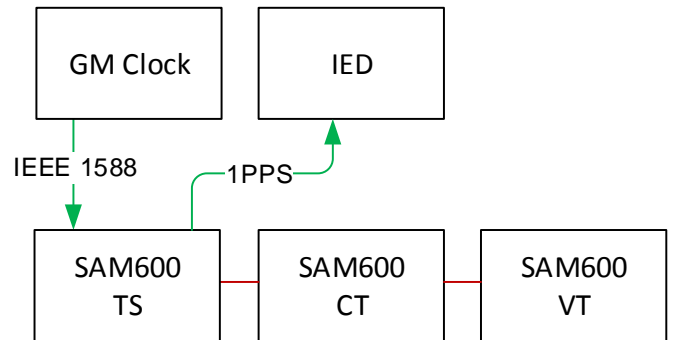 GM Clock
IED
IEEE 1588
1PPS
SAM600
TS
SAM600
CT
SAM600
VT